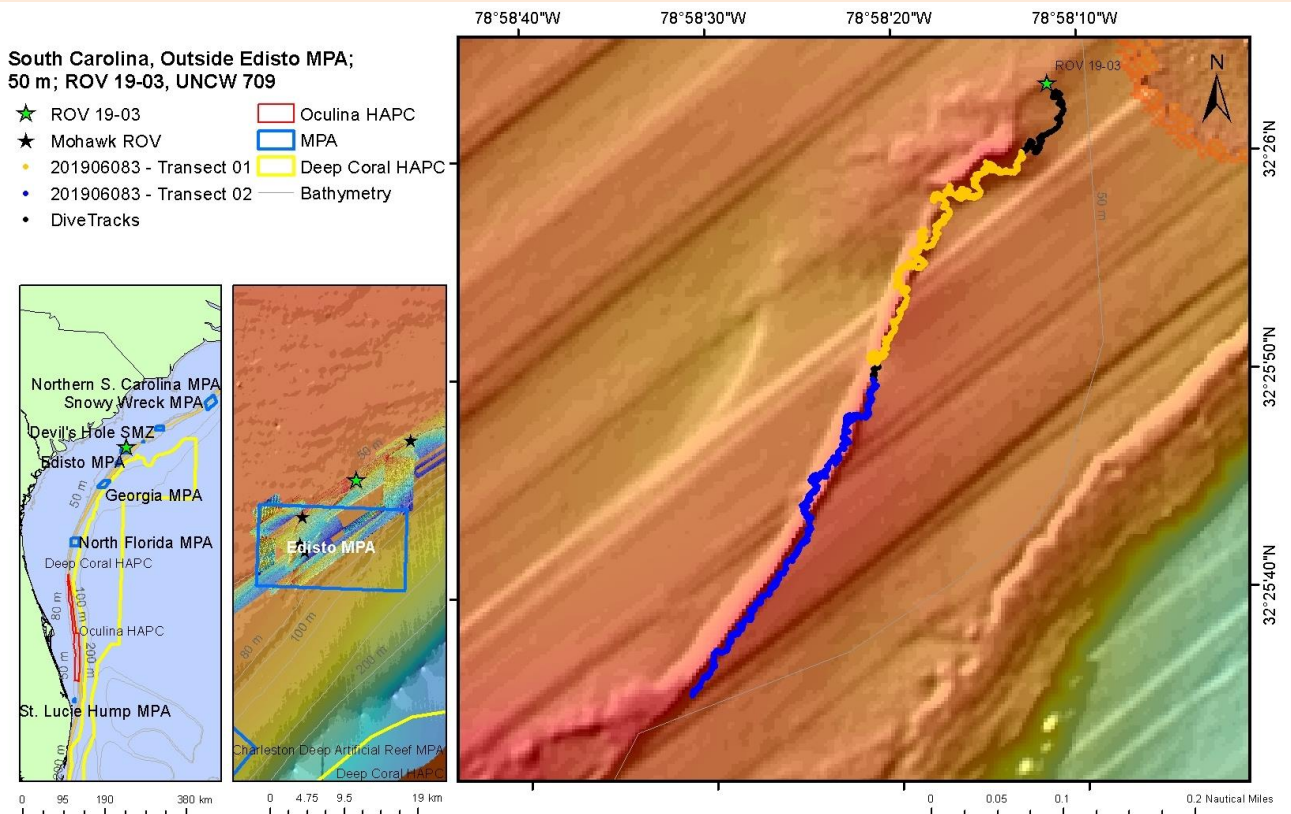 78°58'40"W
78°58'30"W
78°58'20"W
78°58'10"W
South Carolina, Outside Edisto MPA;
50 m; ROV 19-03, UNCW 709
ROV 19-03
Oculina HAPC
Mohawk ROV
MPA
201906083 - Transect 01
Deep Coral HAPC
201906083 - Transect 02
Bathymetry
DiveTracks
ROV 19-03
N
50 m
32°26'N
32°25'50"N
32°25'40"N
Northern S. Carolina MPA
Snowy Wreck MPA
Devil's Hole SMZ
Edisto MPA
50 m
Georgia MPA
North Florida MPA
Deep Coral HAPC
80 m
100 m
Oculina HAPC
50 m
200 m
St. Lucie Hump MPA
50 m
Edisto MPA
80 m
100 m
200 m
Charleston Deep Artificial Reef MPA
Deep Coral HAPC
0 95 190 380 km
0 4.75 9.5 19 km
0 0.05 0.1 0.2 Nautical Miles